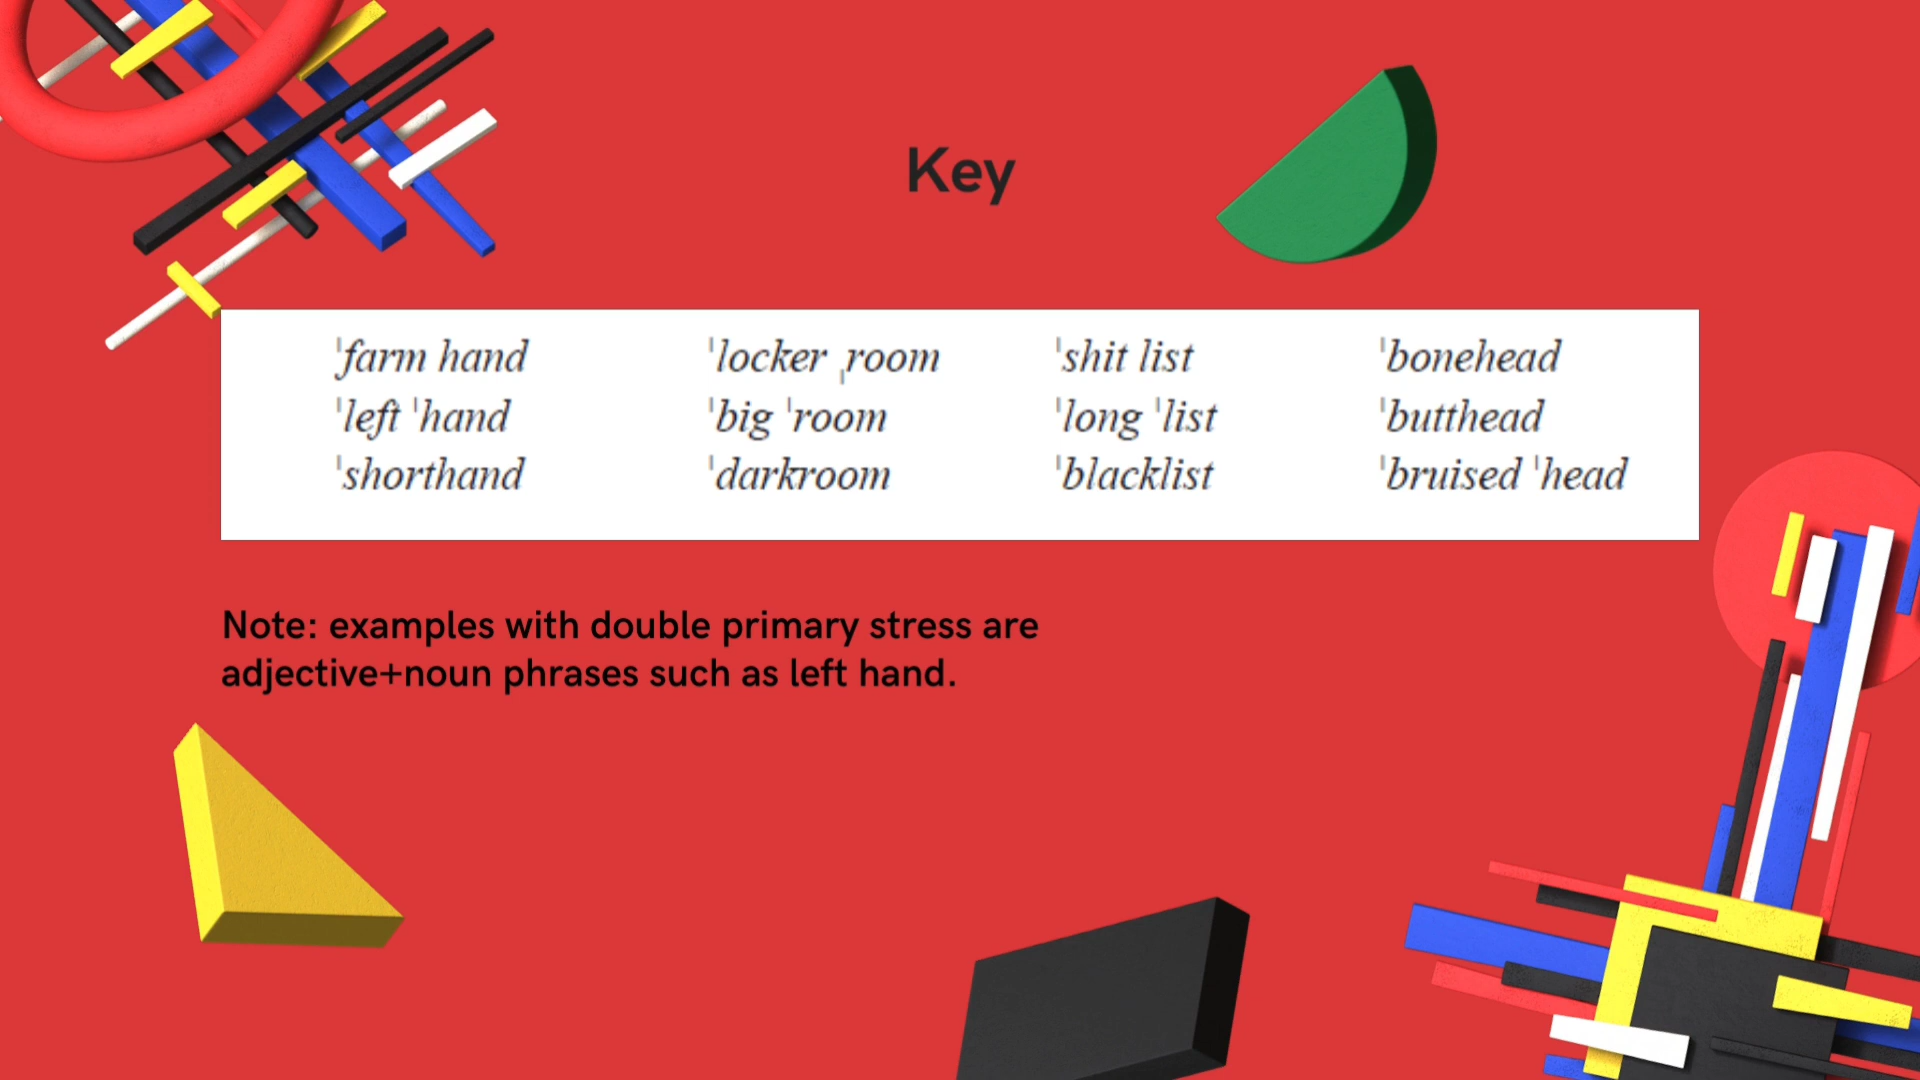 Key
ˈfarm hand ˈlocker ˌroom ˈshit list ˈbonehead
ˈleft ˈhand ˈbig ˈroom ˈlong ˈlist ˈbutthead
ˈshorthand ˈdarkroom ˈblacklist ˈbruised ˈhead
Note: examples with double primary stress are
adjective+noun phrases such as left hand.